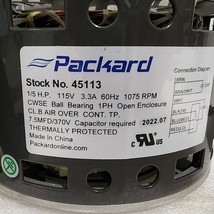 Packard
Connection Diagram
Stock No. 45113
1/5 H.P. 115V 3.3A 60Hz 1075 RPM
CWSE Ball Bearing 1PH Open Enclosure
CLB AIR OVER CONT. TP.
7.5MFD/370V Capacitor required 2022.07
THERMALLY PROTECTED
MADE IN CHINA
Packardonline.com